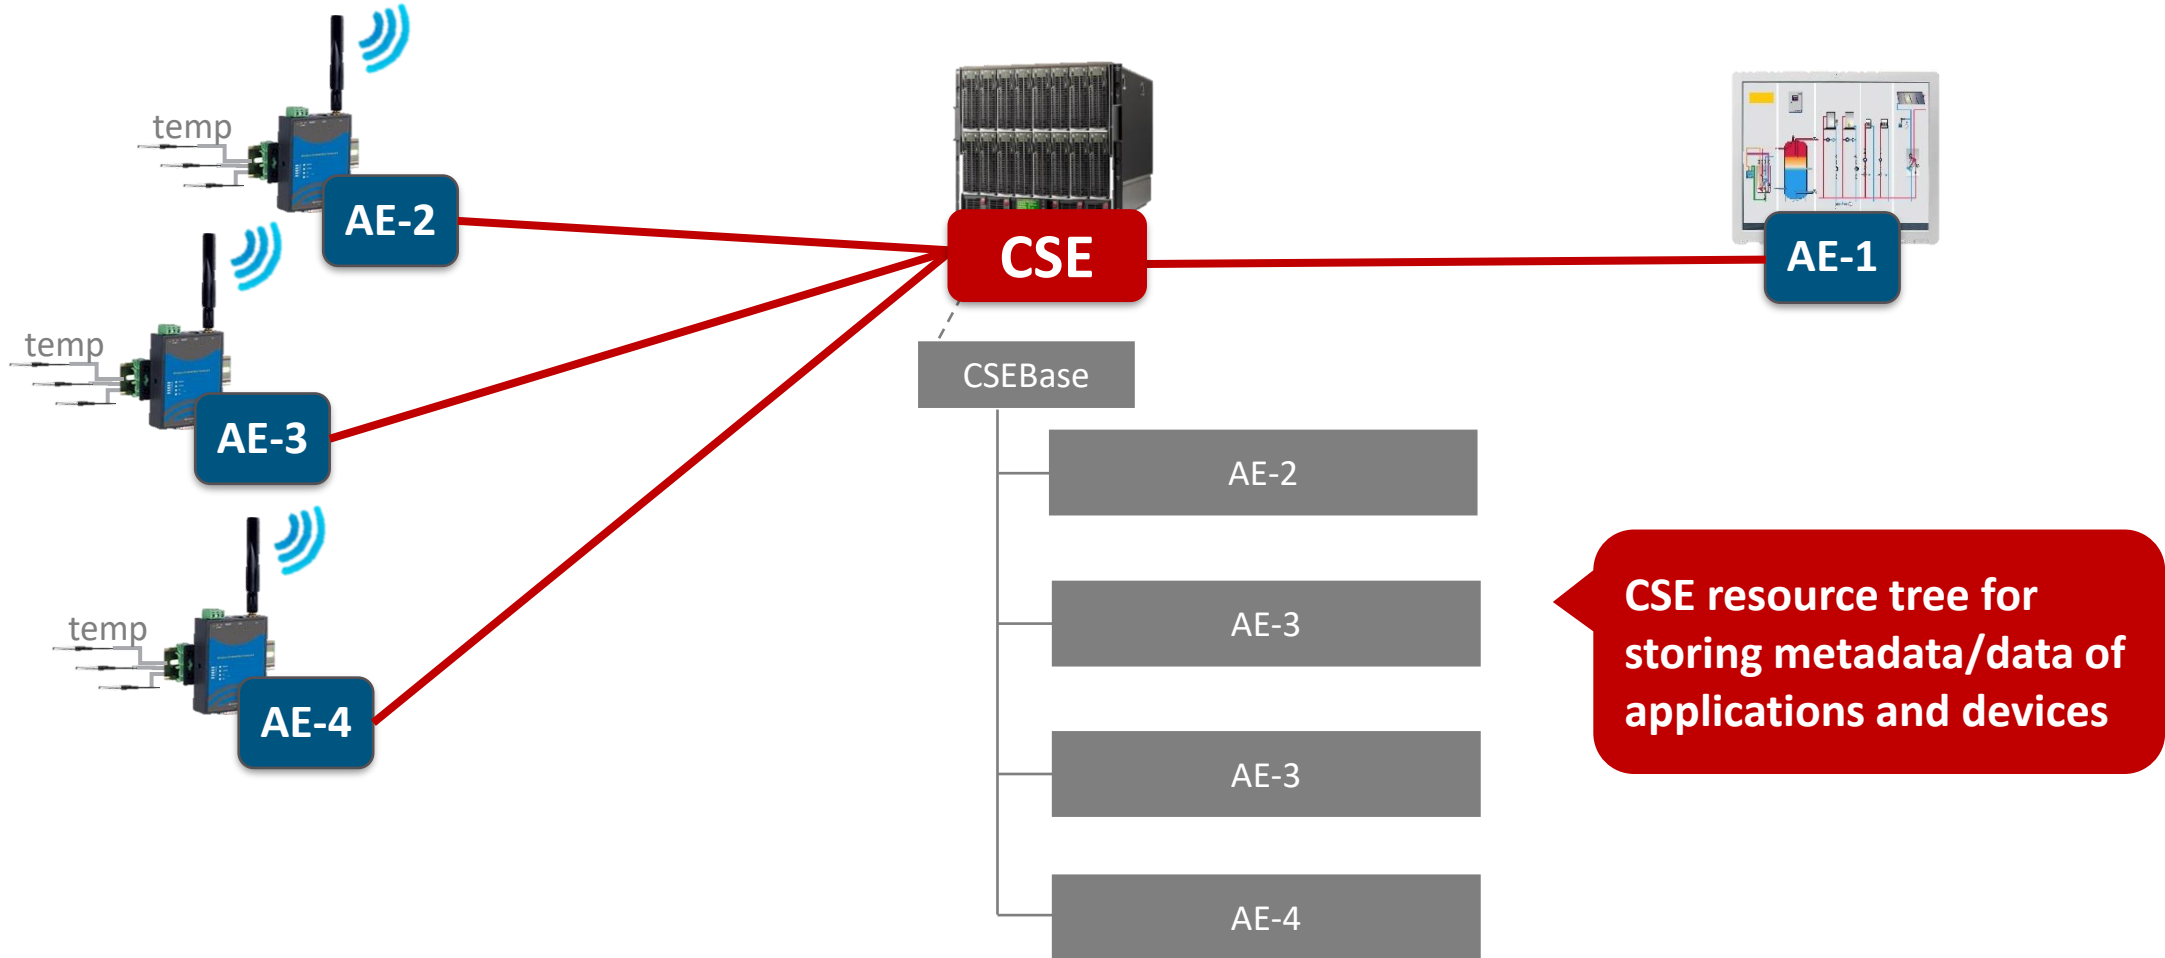 temp
AE-2
CSE
AE-1
temp
AE-3
CSEBase
AE-2
temp
AE-4
AE-3
CSE resource tree for
storing metadata/data of
applications and devices
AE-3
AE-4